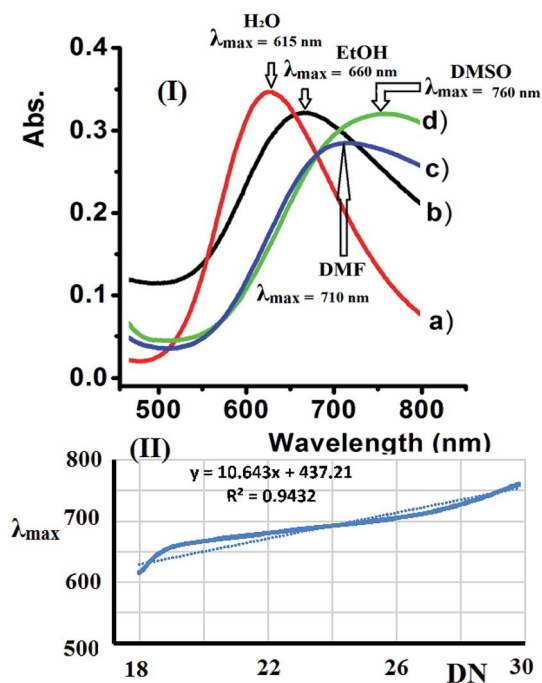 H₂O
λmax = 615 nm
EtOH
λmax = 660 nm
DMSO
λmax = 760 nm
(I)
Abs.
0.4
0.3
0.2
0.1
0.0
d)
c)
b)
a)
DMF
λmax = 710 nm
500 600 700 800
Wavelength (nm)
(II)
y = 10.643x + 437.21
R² = 0.9432
λmax
800
700
600
500
18 22 26 30
DN